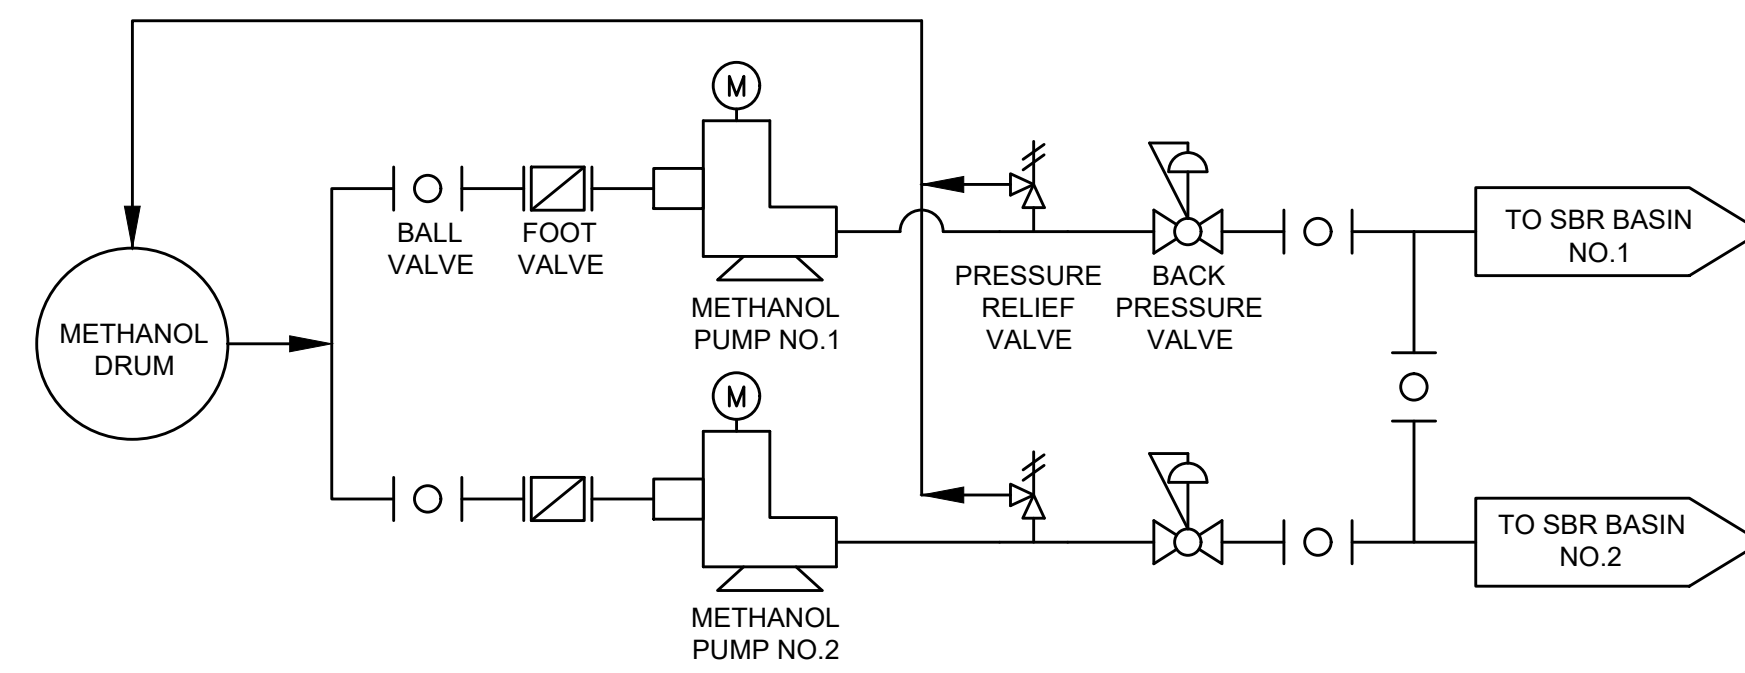 M
BALL
VALVE
FOOT
VALVE
METHANOL
PUMP NO.1
PRESSURE
RELIEF
VALVE
BACK
PRESSURE
VALVE
TO SBR BASIN
NO.1
METHANOL
DRUM
M
METHANOL
PUMP NO.2
TO SBR BASIN
NO.2